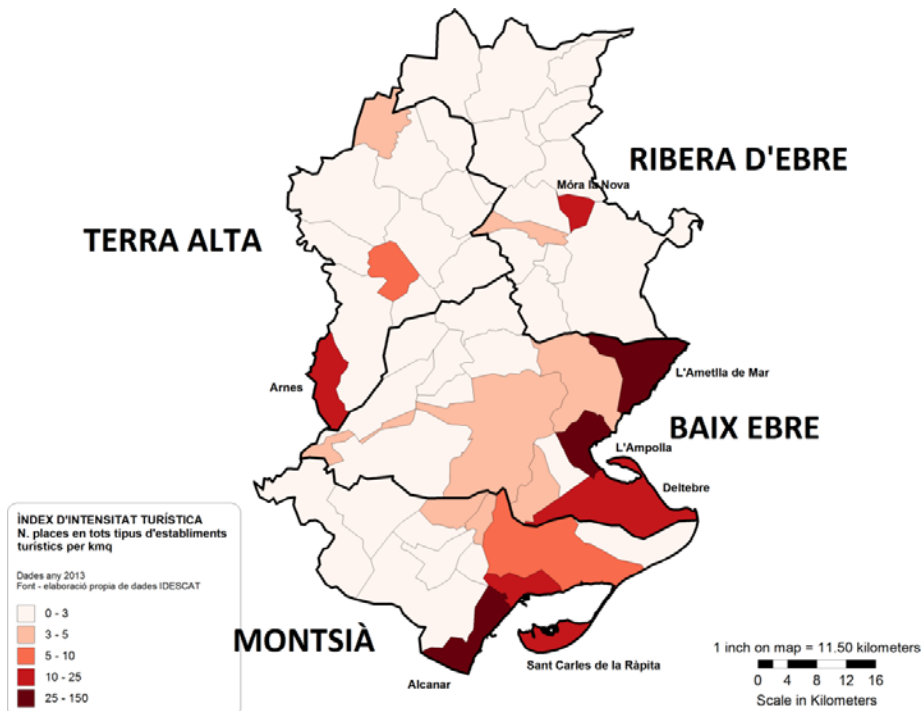 RIBERA D'EBRE
Móra la Nova
TERRA ALTA
Arnes
L'Ametlla de Mar
BAIX EBRE
L'Ampolla
Deltebre
ÌNDEX D'INTENSITAT TURÍSTICA
N. places en tots tipus d'establiments
turístics per kmq
Dades any 2013
Font - elaboració propia de dades IDESCAT
0 - 3
3 - 5
5 - 10
10 - 25
25 - 150
MONTSIÀ
Alcanar
Sant Carles de la Ràpita
1 inch on map = 11.50 kilometers
0 4 8 12 16
Scale in Kilometers